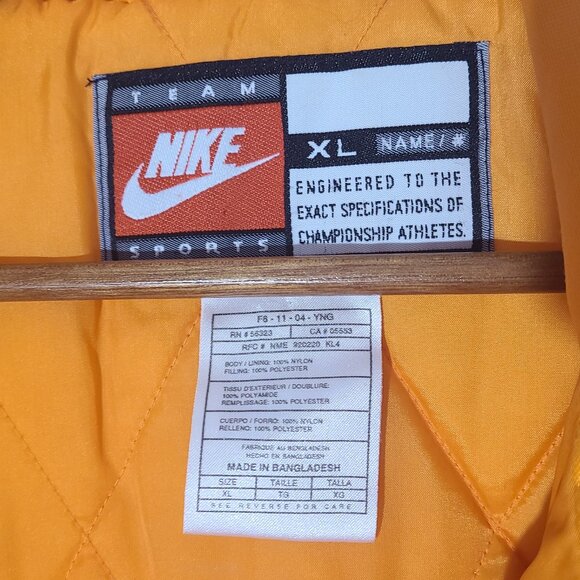 TEAM
NIKE
SPORTS
XL NAME/#
ENGINEERED TO THE
EXACT SPECIFICATIONS OF
CHAMPIONSHIP ATHLETES.
F6 - 11 - 04 - YNG
RN # 56323 CA # 05553
RFC # NME 920220 KL4
BODY / LINING: 100% NYLON
FILLING: 100% POLYESTER
TISSU D'EXTERIEUR / DOUBLURE:
100% POLYAMIDE
REMPLISSAGE: 100% POLYESTER
CUERPO / FORRO: 100% NYLON
RELLENO: 100% POLYESTER
FABRIQUE AU BANGLADESH
HECHO EN BANGLADESH
MADE IN BANGLADESH
SIZE TAILLE TALLA
XL TG XG
SEE REVERSE FOR CARE